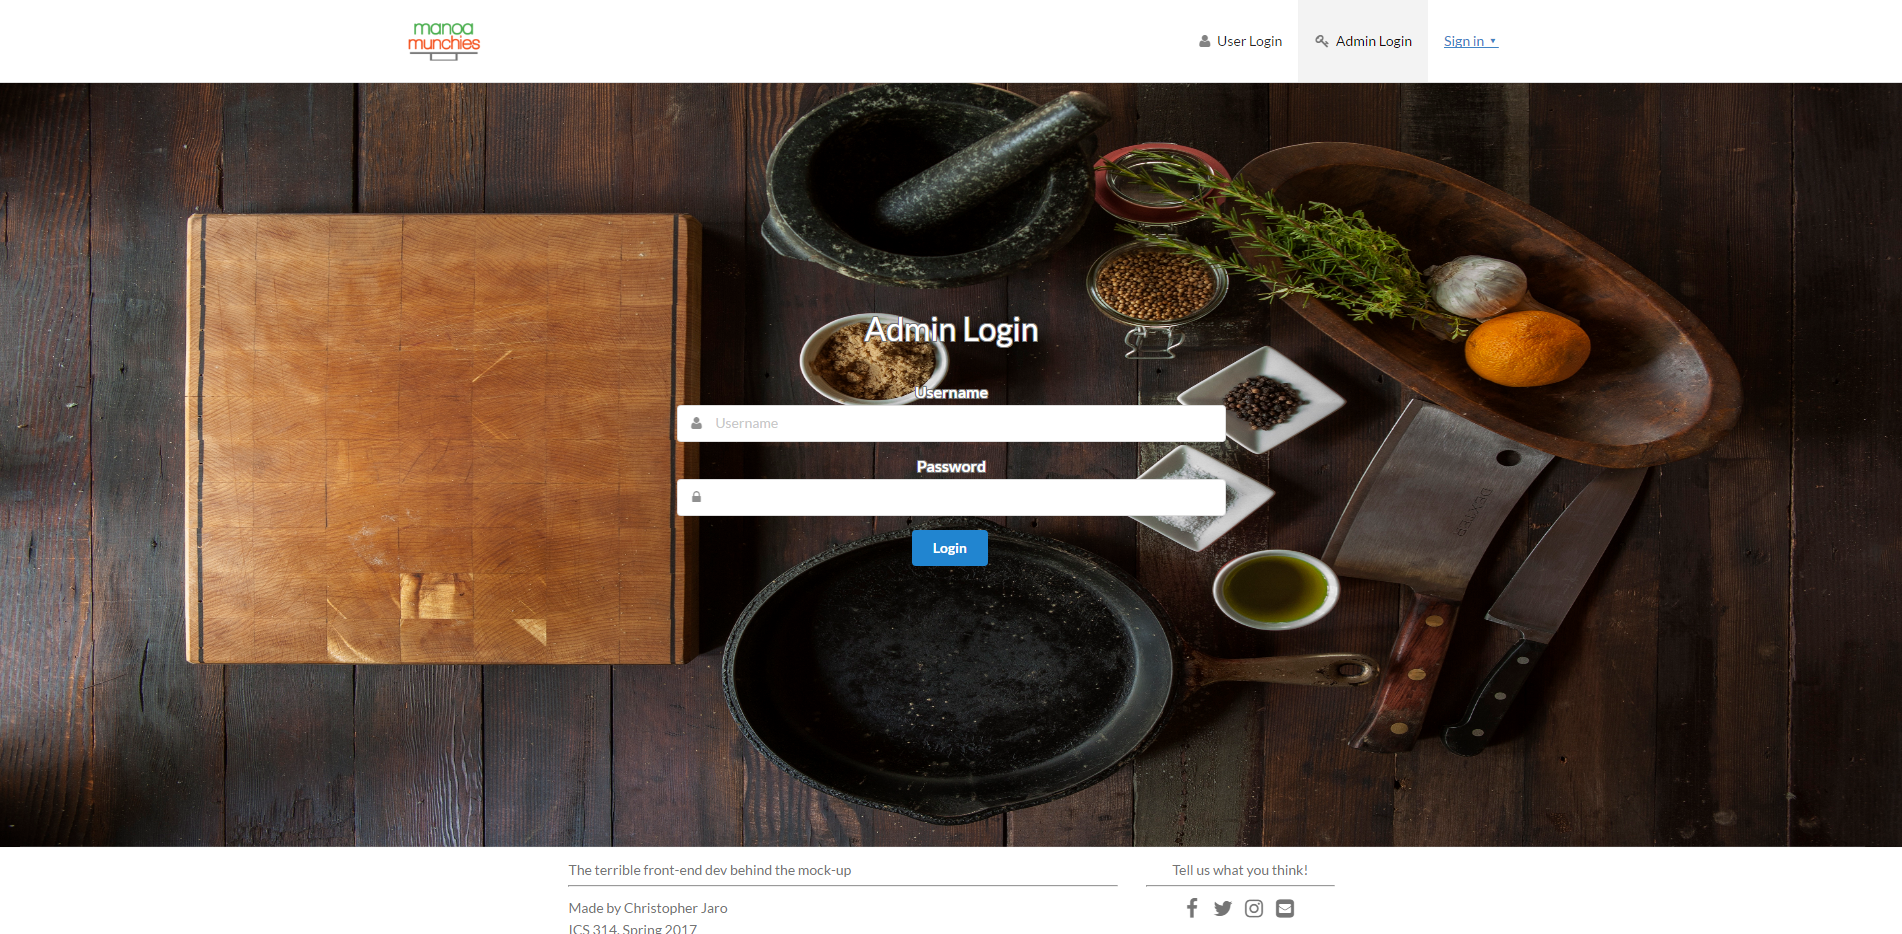 manoa
munchies
User Login
Admin Login
Sign in
Admin Login
Username
Username
Password
Login
DEXTER
The terrible front-end dev behind the mock-up
Tell us what you think!
Made by Christopher Jaro
ICS 314, Spring 2017